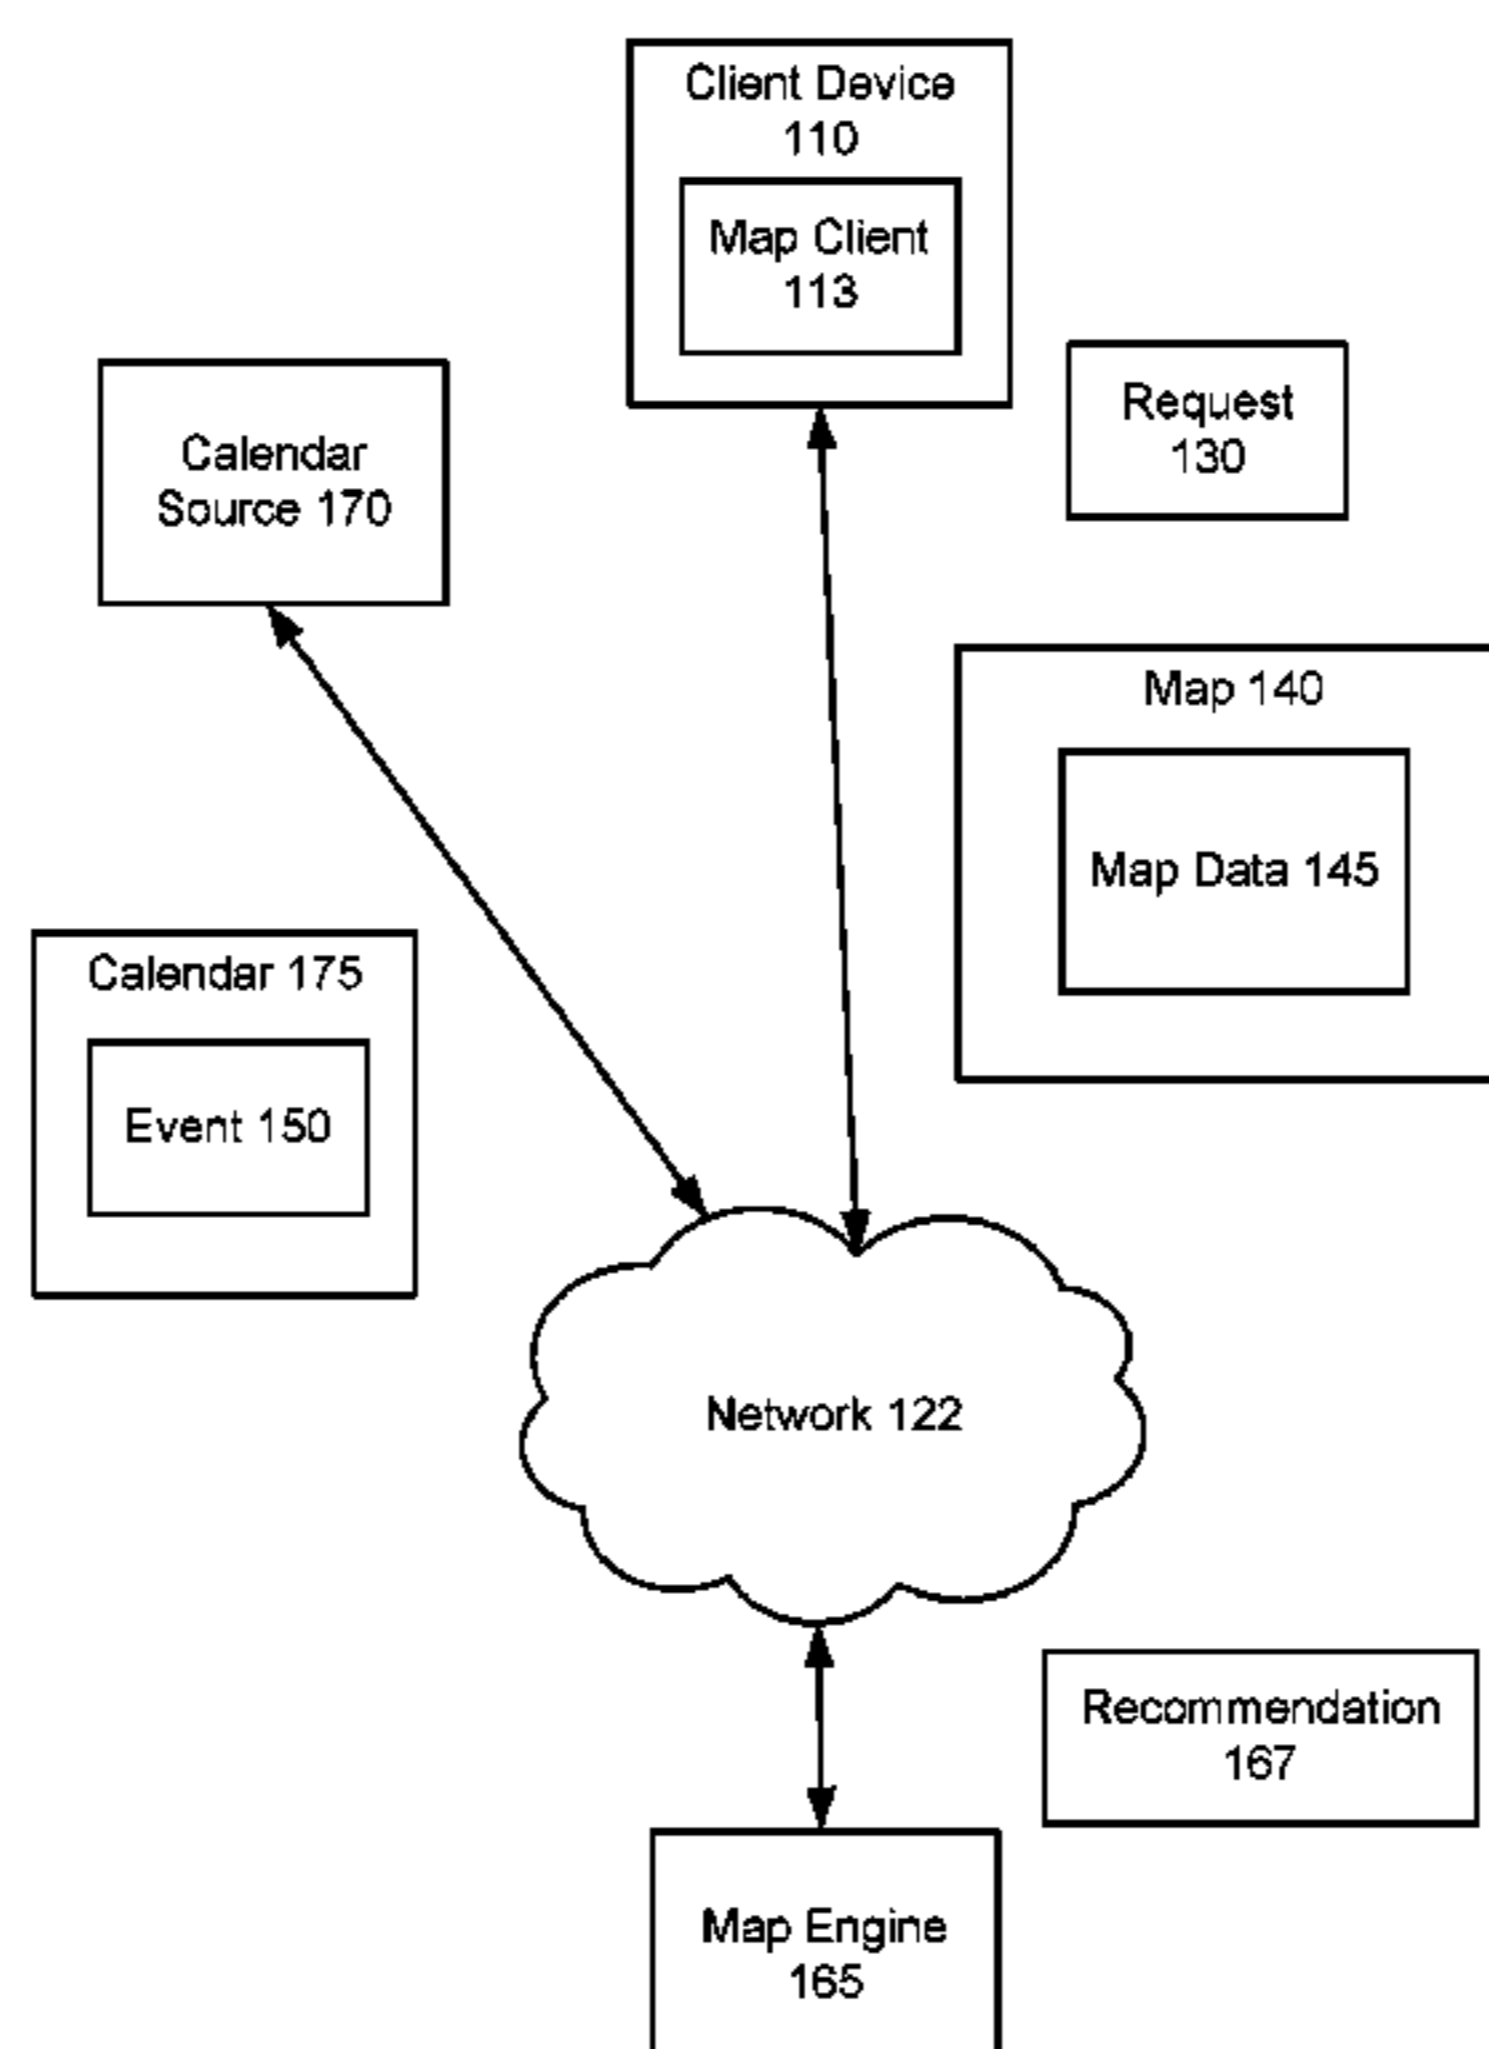 Client Device
110
Map Client
113
Request
130
Calendar
Source 170
Map 140
Map Data 145
Calendar 175
Event 150
Network 122
Recommendation
167
Map Engine
165